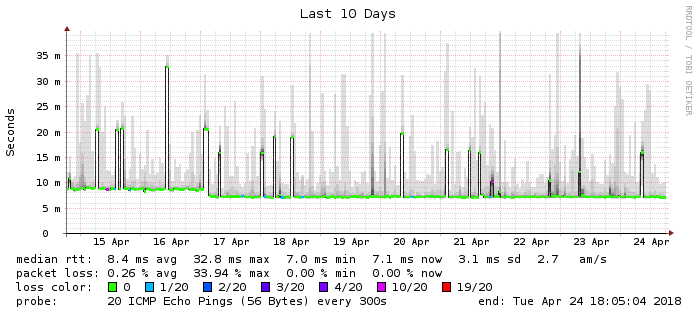 Last 10 Days
RRDTOOL / TOBI OETIKER
Seconds
35 m
30 m
25 m
20 m
15 m
10 m
5 m
0
15 Apr 16 Apr 17 Apr 18 Apr 19 Apr 20 Apr 21 Apr 22 Apr 23 Apr 24 Apr
median rtt: 8.4 ms avg 32.8 ms max 7.0 ms min 7.1 ms now 3.1 ms sd 2.7 am/s
packet loss: 0.26 % avg 33.94 % max 0.00 % min 0.00 % now
loss color: 0 1/20 2/20 3/20 4/20 10/20 19/20
probe: 20 ICMP Echo Pings (56 Bytes) every 300s end: Tue Apr 24 18:05:04 2018